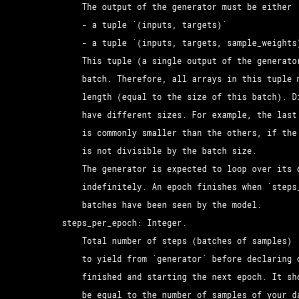 The output of the generator must be either
- a tuple `(inputs, targets)`
- a tuple `(inputs, targets, sample_weights)
This tuple (a single output of the generator
batch. Therefore, all arrays in this tuple
length (equal to the size of this batch).
have different sizes. For example, the last
is commonly smaller than the others, if the
is not divisible by the batch size.
The generator is expected to loop over its
indefinitely. An epoch finishes when `steps_
batches have been seen by the model.
steps_per_epoch: Integer.
Total number of steps (batches of samples)
to yield from `generator` before declaring
finished and starting the next epoch. It
be equal to the number of samples of your